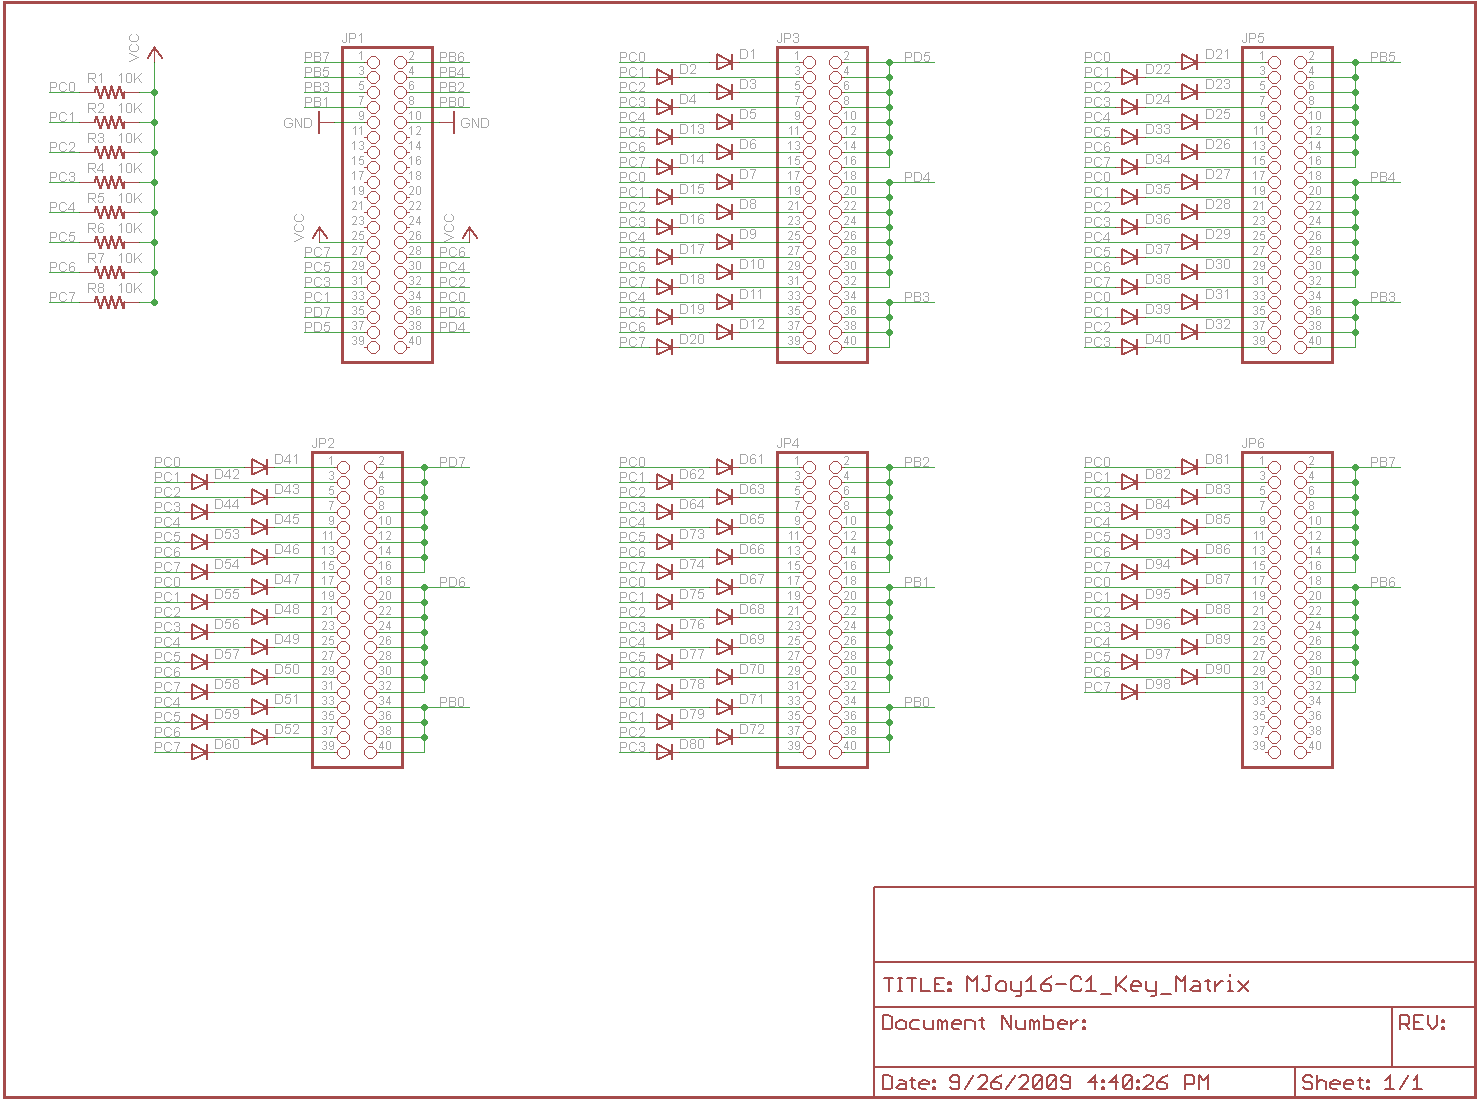 VCC
R1 10K
PC0
R2 10K
PC1
R3 10K
PC2
R4 10K
PC3
R5 10K
PC4
R6 10K
PC5
R7 10K
PC6
R8 10K
PC7
JP1
PB7 1 2 PB6
PB5 3 4 PB4
PB3 5 6 PB2
PB1 7 8 PB0
GND 9 10 GND
11 12
13 14
15 16
17 18
19 20
21 22
23 24
VCC 25 26 VCC
PC7 27 28 PC6
PC5 29 30 PC4
PC3 31 32 PC2
PC1 33 34 PC0
PD7 35 36 PD6
PD5 37 38 PD4
39 40
JP3
PC0 D1 1 2 PD5
PC1 D2 3 4
PC2 D3 5 6
PC3 D4 7 8
PC4 D5 9 10
PC5 D13 11 12
PC6 D6 13 14
PC7 D14 15 16
PC0 D7 17 18 PD4
PC1 D15 19 20
PC2 D8 21 22
PC3 D16 23 24
PC4 D9 25 26
PC5 D17 27 28
PC6 D10 29 30
PC7 D18 31 32
PC4 D11 33 34 PB3
PC5 D19 35 36
PC6 D12 37 38
PC7 D20 39 40
JP5
PC0 D21 1 2 PB5
PC1 D22 3 4
PC2 D23 5 6
PC3 D24 7 8
PC4 D25 9 10
PC5 D33 11 12
PC6 D26 13 14
PC7 D34 15 16
PC0 D27 17 18 PB4
PC1 D35 19 20
PC2 D28 21 22
PC3 D36 23 24
PC4 D29 25 26
PC5 D37 27 28
PC6 D30 29 30
PC7 D38 31 32
PC0 D31 33 34 PB3
PC1 D39 35 36
PC2 D32 37 38
PC3 D40 39 40
JP2
PC0 D41 1 2 PD7
PC1 D42 3 4
PC2 D43 5 6
PC3 D44 7 8
PC4 D45 9 10
PC5 D53 11 12
PC6 D46 13 14
PC7 D54 15 16
PC0 D47 17 18 PD6
PC1 D55 19 20
PC2 D48 21 22
PC3 D56 23 24
PC4 D49 25 26
PC5 D57 27 28
PC6 D50 29 30
PC7 D58 31 32
PC4 D51 33 34 PB0
PC5 D59 35 36
PC6 D52 37 38
PC7 D60 39 40
JP4
PC0 D61 1 2 PB2
PC1 D62 3 4
PC2 D63 5 6
PC3 D64 7 8
PC4 D65 9 10
PC5 D73 11 12
PC6 D66 13 14
PC7 D74 15 16
PC0 D67 17 18 PB1
PC1 D75 19 20
PC2 D68 21 22
PC3 D76 23 24
PC4 D69 25 26
PC5 D77 27 28
PC6 D70 29 30
PC7 D78 31 32
PC0 D71 33 34 PB0
PC1 D79 35 36
PC2 D72 37 38
PC3 D80 39 40
JP6
PC0 D81 1 2 PB7
PC1 D82 3 4
PC2 D83 5 6
PC3 D84 7 8
PC4 D85 9 10
PC5 D93 11 12
PC6 D86 13 14
PC7 D94 15 16
PC0 D87 17 18 PB6
PC1 D95 19 20
PC2 D88 21 22
PC3 D96 23 24
PC4 D89 25 26
PC5 D97 27 28
PC6 D90 29 30
PC7 D98 31 32
33 34
35 36
37 38
39 40
TITLE: MJoy16-C1_Key_Matrix
Document Number: REV:
Date: 9/26/2009 4:40:26 PM Sheet: 1/1